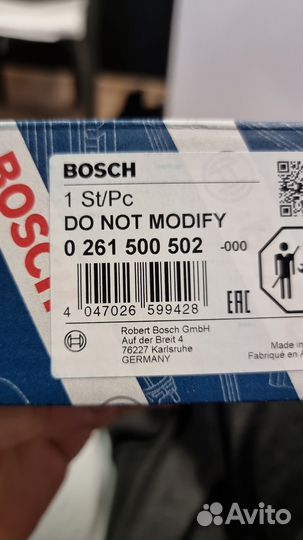 BOSCH
BOSCH
1 St/Pc
DO NOT MODIFY
0 261 500 502 -000
4 047026 599428
EAC
Robert Bosch GmbH
Auf der Breit 4
76227 Karlsruhe
GERMANY
Made in
Fabriqué en A
Avito